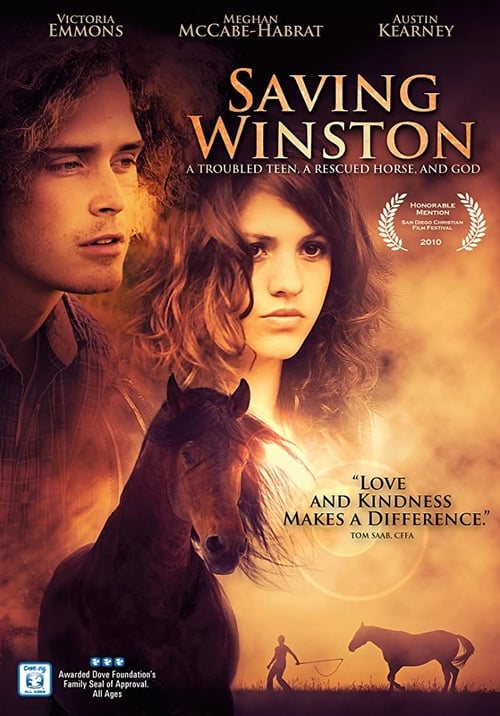 VICTORIA
EMMONS
MEGHAN
MCCABE-HABRAT
AUSTIN
KEARNEY
SAVING
WINSTON
A TROUBLED TEEN, A RESCUED HORSE, AND GOD
HONORABLE
MENTION
SAN DIEGO CHRISTIAN
FILM FESTIVAL
2010
"LOVE
AND KINDNESS
MAKES A DIFFERENCE."
TOM SAAB, CFFA
ALL AGES
Awarded Dove Foundation's
Family Seal of Approval.
All Ages